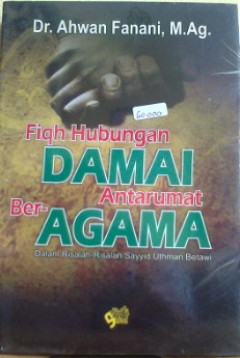 Dr. Ahwan Fanani, M.Ag.
60.000
Fiqh Hubungan
DAMAI
Antarumat
Ber-
AGAMA
Dalam Risalah-Risalah Sayyid Uthman Betawi